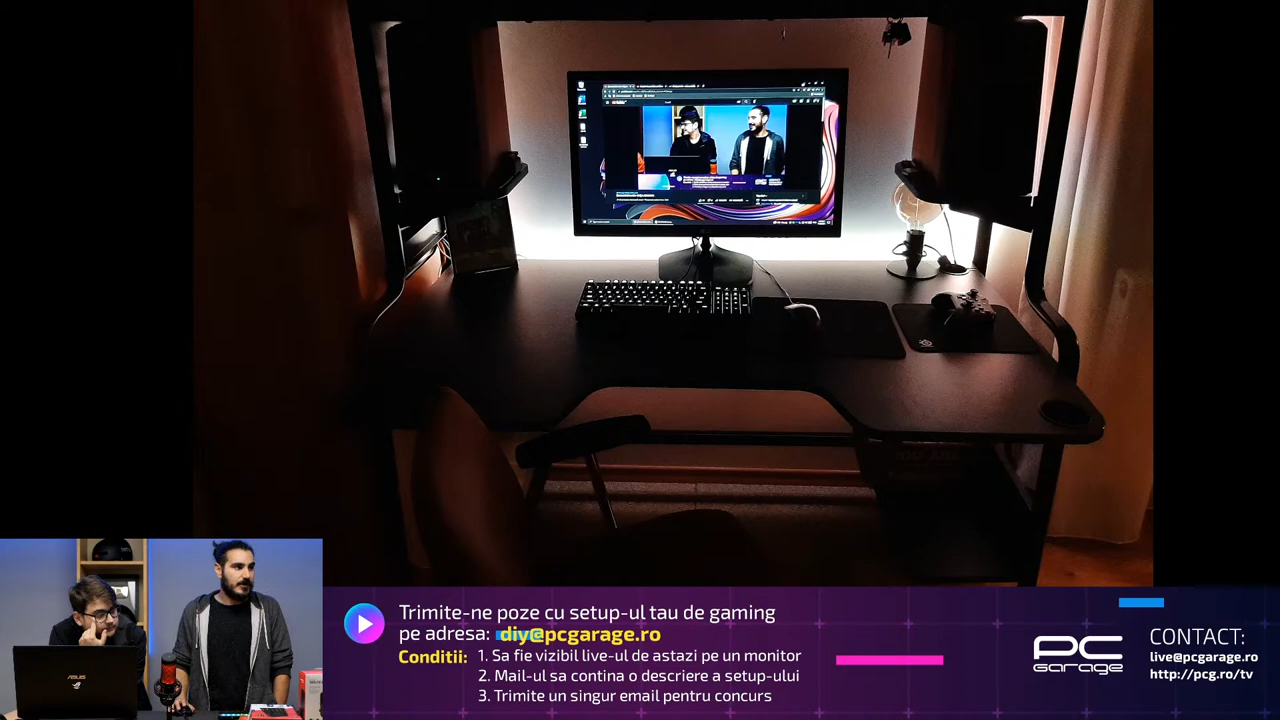 Trimite-ne poze cu setup-ul tau de gaming
pe adresa: diy@pcgarage.ro
Conditii: 1. Sa fie vizibil live-ul de astazi pe un monitor
2. Mail-ul sa contina o descriere a setup-ului
3. Trimite un singur email pentru concurs
PC
GARAGE
CONTACT:
live@pcgarage.ro
http://pcg.ro/tv
ASUS
LG